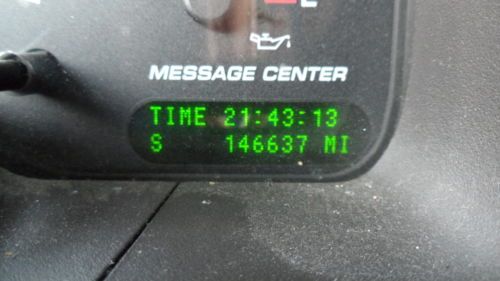 MESSAGE CENTER
TIME 21:43:13
S 146637 MI